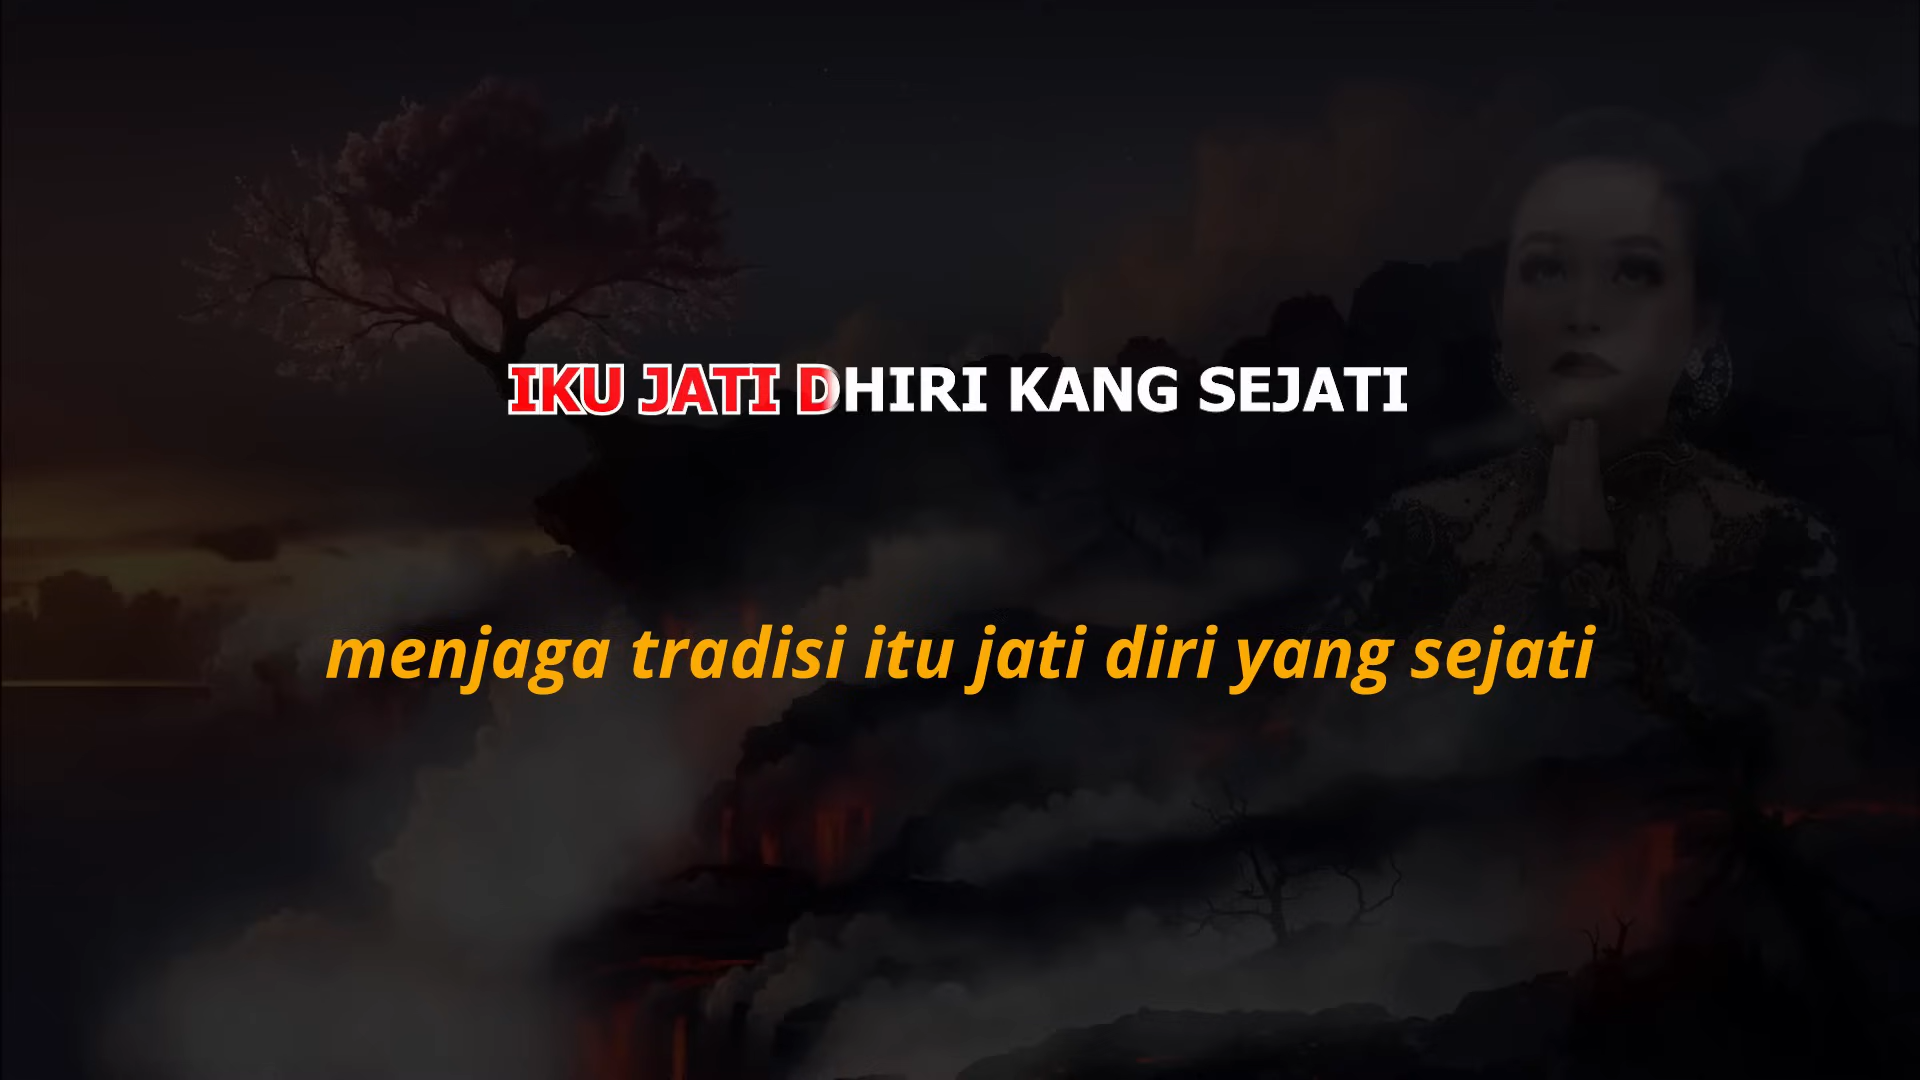 IKU JATI DHIRI KANG SEJATI
menjaga tradisi itu jati diri yang sejati